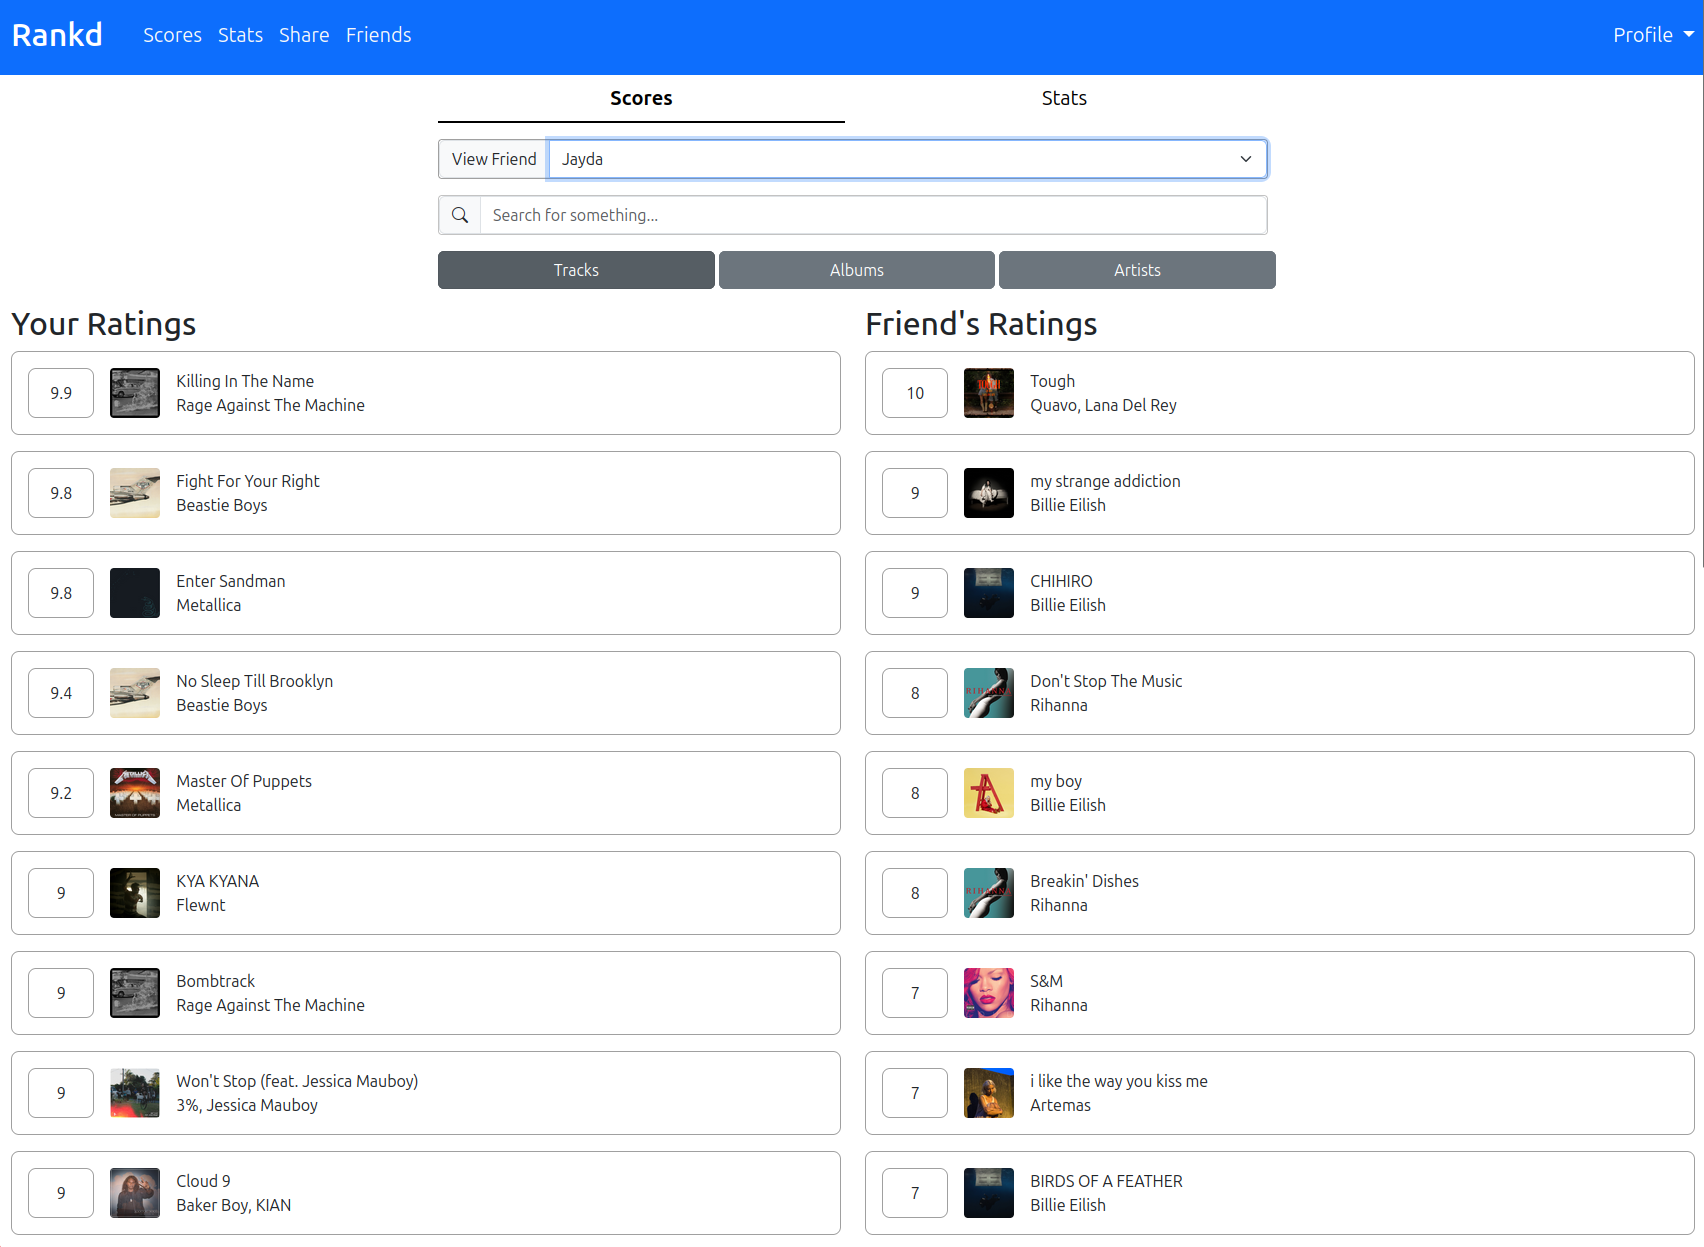 Rankd Scores Stats Share Friends Profile
Scores Stats
View Friend Jayda
Search for something...
Tracks Albums Artists
Your Ratings
9.9
Killing In The Name
Rage Against The Machine
9.8
Fight For Your Right
Beastie Boys
9.8
Enter Sandman
Metallica
9.4
No Sleep Till Brooklyn
Beastie Boys
9.2
Master Of Puppets
Metallica
9
KYA KYANA
Flewnt
9
Bombtrack
Rage Against The Machine
9
Won't Stop (feat. Jessica Mauboy)
3%, Jessica Mauboy
9
Cloud 9
Baker Boy, KIAN
Friend's Ratings
10
Tough
Quavo, Lana Del Rey
9
my strange addiction
Billie Eilish
9
CHIHIRO
Billie Eilish
8
Don't Stop The Music
Rihanna
8
my boy
Billie Eilish
8
Breakin' Dishes
Rihanna
7
S&M
Rihanna
7
i like the way you kiss me
Artemas
7
BIRDS OF A FEATHER
Billie Eilish